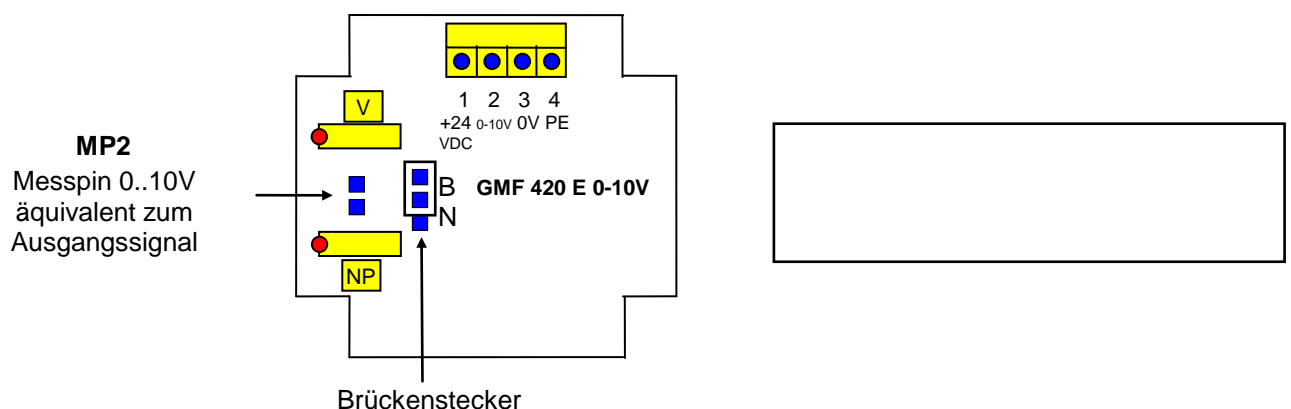 1 2 3 4
+24 0-10V 0V PE
VDC
V
MP2
Messpin 0..10V
äquivalent zum
Ausgangssignal
B
N
GMF 420 E 0-10V
NP
Brückenstecker